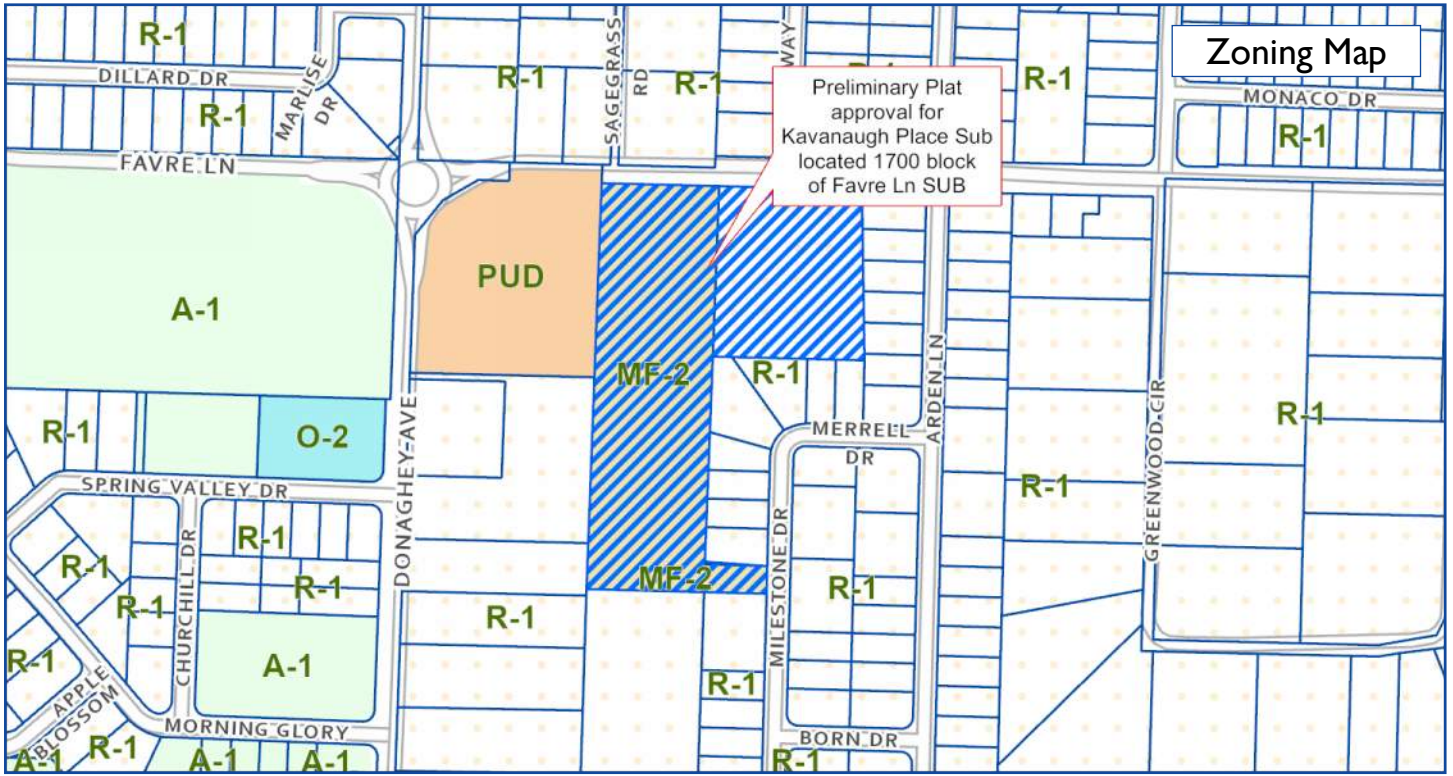 Zoning Map
R-1
DILLARD DR
MARLISE
DR
R-1
SAGEGRASS
RD
R-1
R-1
WAY
R-1
MONACO DR
R-1
Preliminary Plat
approval for
Kavanaugh Place Sub
located 1700 block
of Favre Ln SUB
FAVRE LN
A-1
PUD
MF-2
R-1
R-1
O-2
DONAGHEY AVE
MERRELL
DR
ARDEN LN
R-1
GREENWOOD CIR
R-1
SPRING VALLEY DR
R-1
R-1
R-1
R-1
CHURCHILL DR
MF-2
R-1
MILESTONE DR
R-1
A-1
R-1
R-1
APPLE
BLOSSOM
MORNING GLORY
BORN DR
A-1
R-1
A-1
A-1
R-1